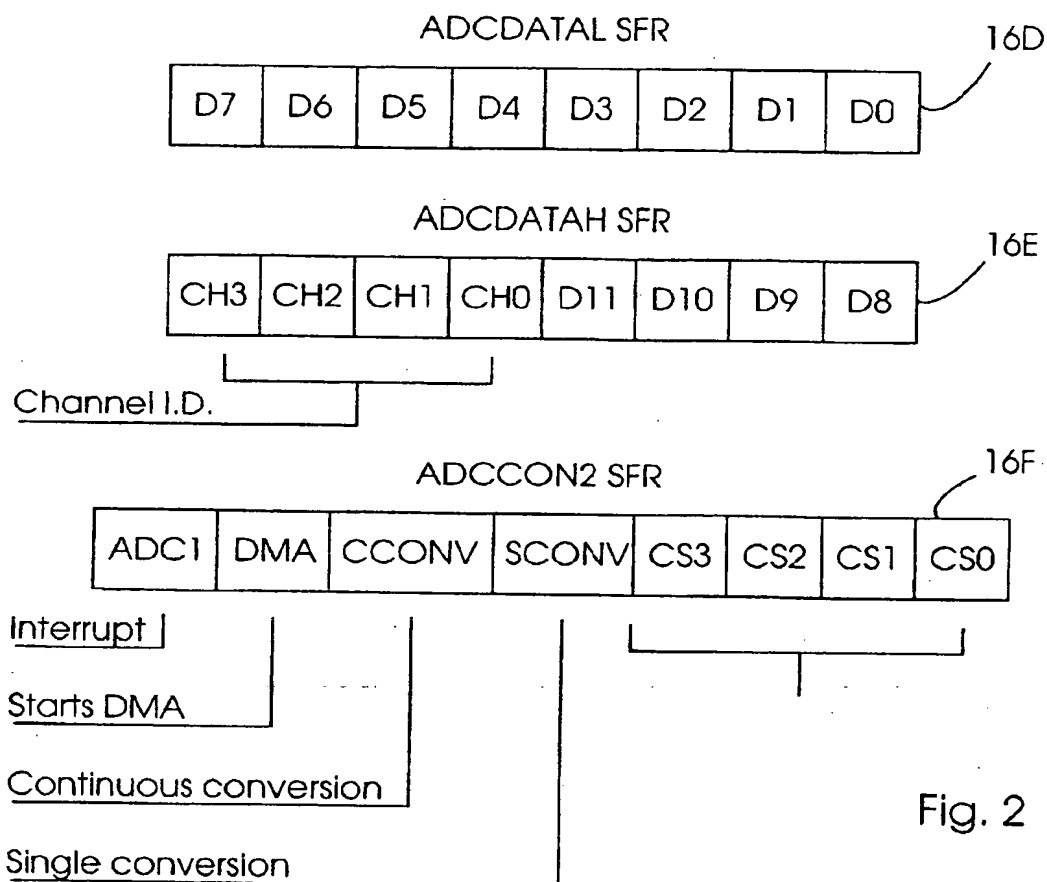 ADCDATAL SFR
16D
D7 D6 D5 D4 D3 D2 D1 D0
ADCDATAH SFR
16E
CH3 CH2 CH1 CH0 D11 D10 D9 D8
Channel I.D.
ADCCON2 SFR
16F
ADC1 DMA CCONV SCONV CS3 CS2 CS1 CS0
Interrupt
Starts DMA
Continuous conversion
Fig. 2
Single conversion